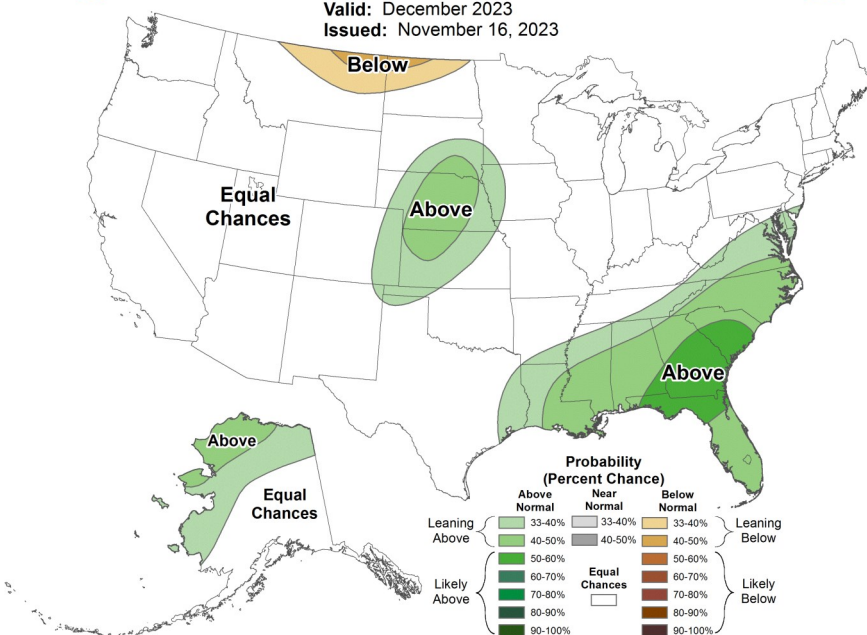 Valid: December 2023
Issued: November 16, 2023
Below
Equal
Chances
Above
Above
Above
Equal
Chances
Probability
(Percent Chance)
Above
Normal
Near
Normal
Below
Normal
Leaning
Above
33-40%
40-50%
33-40%
40-50%
33-40%
40-50%
Leaning
Below
Likely
Above
50-60%
60-70%
70-80%
80-90%
90-100%
Equal
Chances
50-60%
60-70%
70-80%
80-90%
90-100%
Likely
Below